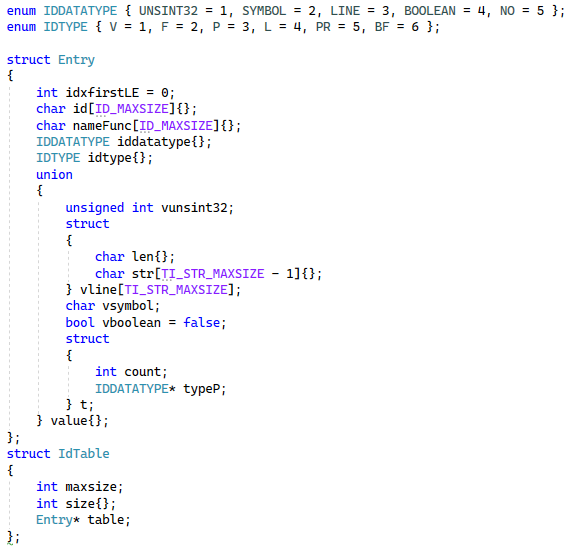 enum IDDATATYPE { UNSINT32 = 1, SYMBOL = 2, LINE = 3, BOOLEAN = 4, NO = 5 };
enum IDTYPE { V = 1, F = 2, P = 3, L = 4, PR = 5, BF = 6 };
struct Entry
{
int idxfirstLE = 0;
char id[ID_MAXSIZE]{};
char nameFunc[ID_MAXSIZE]{};
IDDATATYPE iddatatype{};
IDTYPE idtype{};
union
{
unsigned int vunsint32;
struct
{
char len{};
char str[TI_STR_MAXSIZE - 1]{};
} vline[TI_STR_MAXSIZE];
char vsymbol;
bool vboolean = false;
struct
{
int count;
IDDATATYPE* typeP;
} t;
} value{};
};
struct IdTable
{
int maxsize;
int size{};
Entry* table;
};